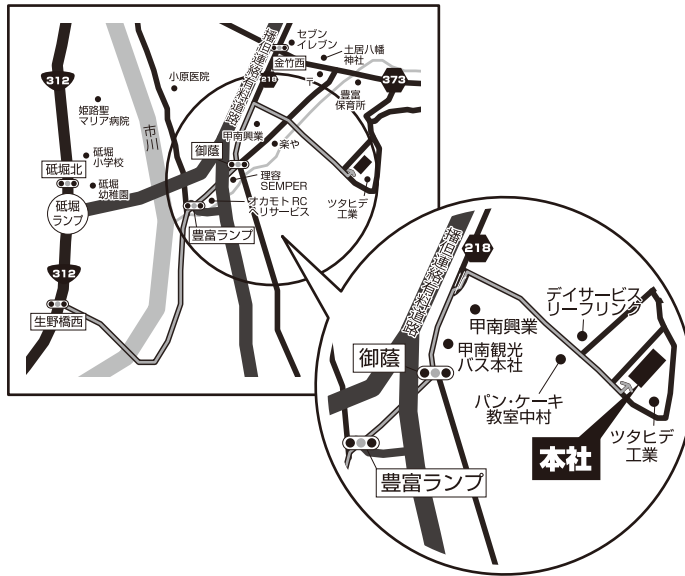 播但連絡有料道路
セブン
イレブン
土居八幡
神社
金竹西
312
小原医院
218
〒
373
豊富
保育所
姫路聖
マリア病院
市川
甲南興業
楽や
御蔭
砥堀
小学校
砥堀北
理容
SEMPER
砥堀
幼稚園
オカモトRC
ヘリサービス
ツタヒデ
工業
砥堀
ランプ
豊富ランプ
312
生野橋西
播但連絡有料道路
218
デイサービス
リーフリング
甲南興業
御蔭
甲南観光
バス本社
パン・ケーキ
教室中村
ツタヒデ
工業
本社
豊富ランプ